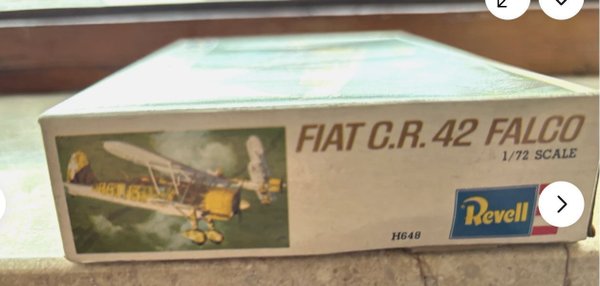 FIAT C.R. 42 FALCO
1/72 SCALE
Revell
H648